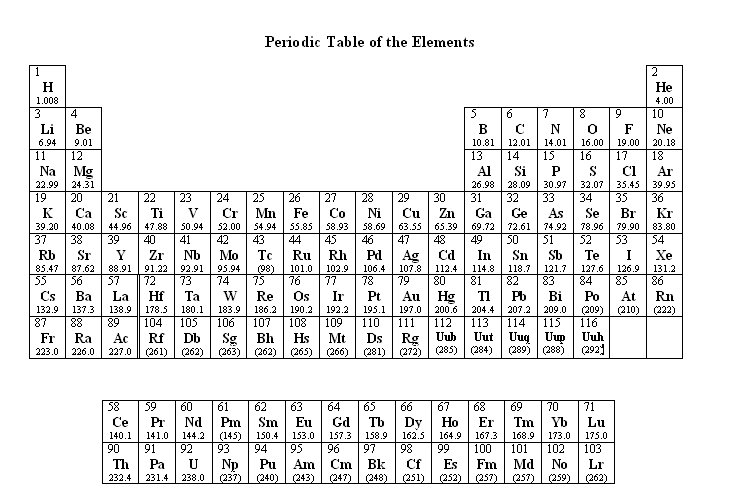 Periodic Table of the Elements
1 2
H He
1.008 4.00
3 4 5 6 7 8 9 10
Li Be B C N O F Ne
6.94 9.01 10.81 12.01 14.01 16.00 19.00 20.18
11 12 13 14 15 16 17 18
Na Mg Al Si P S Cl Ar
22.99 24.31 26.98 28.09 30.97 32.07 35.45 39.95
19 20 21 22 23 24 25 26 27 28 29 30 31 32 33 34 35 36
K Ca Sc Ti V Cr Mn Fe Co Ni Cu Zn Ga Ge As Se Br Kr
39.20 40.08 44.96 47.88 50.94 52.00 54.94 55.85 58.93 58.69 63.55 65.39 69.72 72.61 74.92 78.96 79.90 83.80
37 38 39 40 41 42 43 44 45 46 47 48 49 50 51 52 53 54
Rb Sr Y Zr Nb Mo Tc Ru Rh Pd Ag Cd In Sn Sb Te I Xe
85.47 87.62 88.91 91.22 92.91 95.94 (98) 101.0 102.9 106.4 107.8 112.4 114.8 118.7 121.7 127.6 126.9 131.2
55 56 57 72 73 74 75 76 77 78 79 80 81 82 83 84 85 86
Cs Ba La Hf Ta W Re Os Ir Pt Au Hg Tl Pb Bi Po At Rn
132.9 137.3 138.9 178.5 180.1 183.9 186.2 190.2 192.2 195.1 197.0 200.6 204.4 207.2 209.0 (209) (210) (222)
87 88 89 104 105 106 107 108 109 110 111 112 113 114 115 116
Fr Ra Ac Rf Db Sg Bh Hs Mt Ds Rg Uub Uut Uuq Uup Uuh
223.0 226.0 227.0 (261) (262) (263) (262) (265) (266) (281) (272) (285) (284) (289) (288) (292)
58 59 60 61 62 63 64 65 66 67 68 69 70 71
Ce Pr Nd Pm Sm Eu Gd Tb Dy Ho Er Tm Yb Lu
140.1 141.0 144.2 (145) 150.4 153.0 157.3 158.9 162.5 164.9 167.3 168.9 173.0 175.0
90 91 92 93 94 95 96 97 98 99 100 101 102 103
Th Pa U Np Pu Am Cm Bk Cf Es Fm Md No Lr
232.4 231.4 238.0 (237) (240) (243) (247) (248) (251) (252) (257) (257) (259) (262)